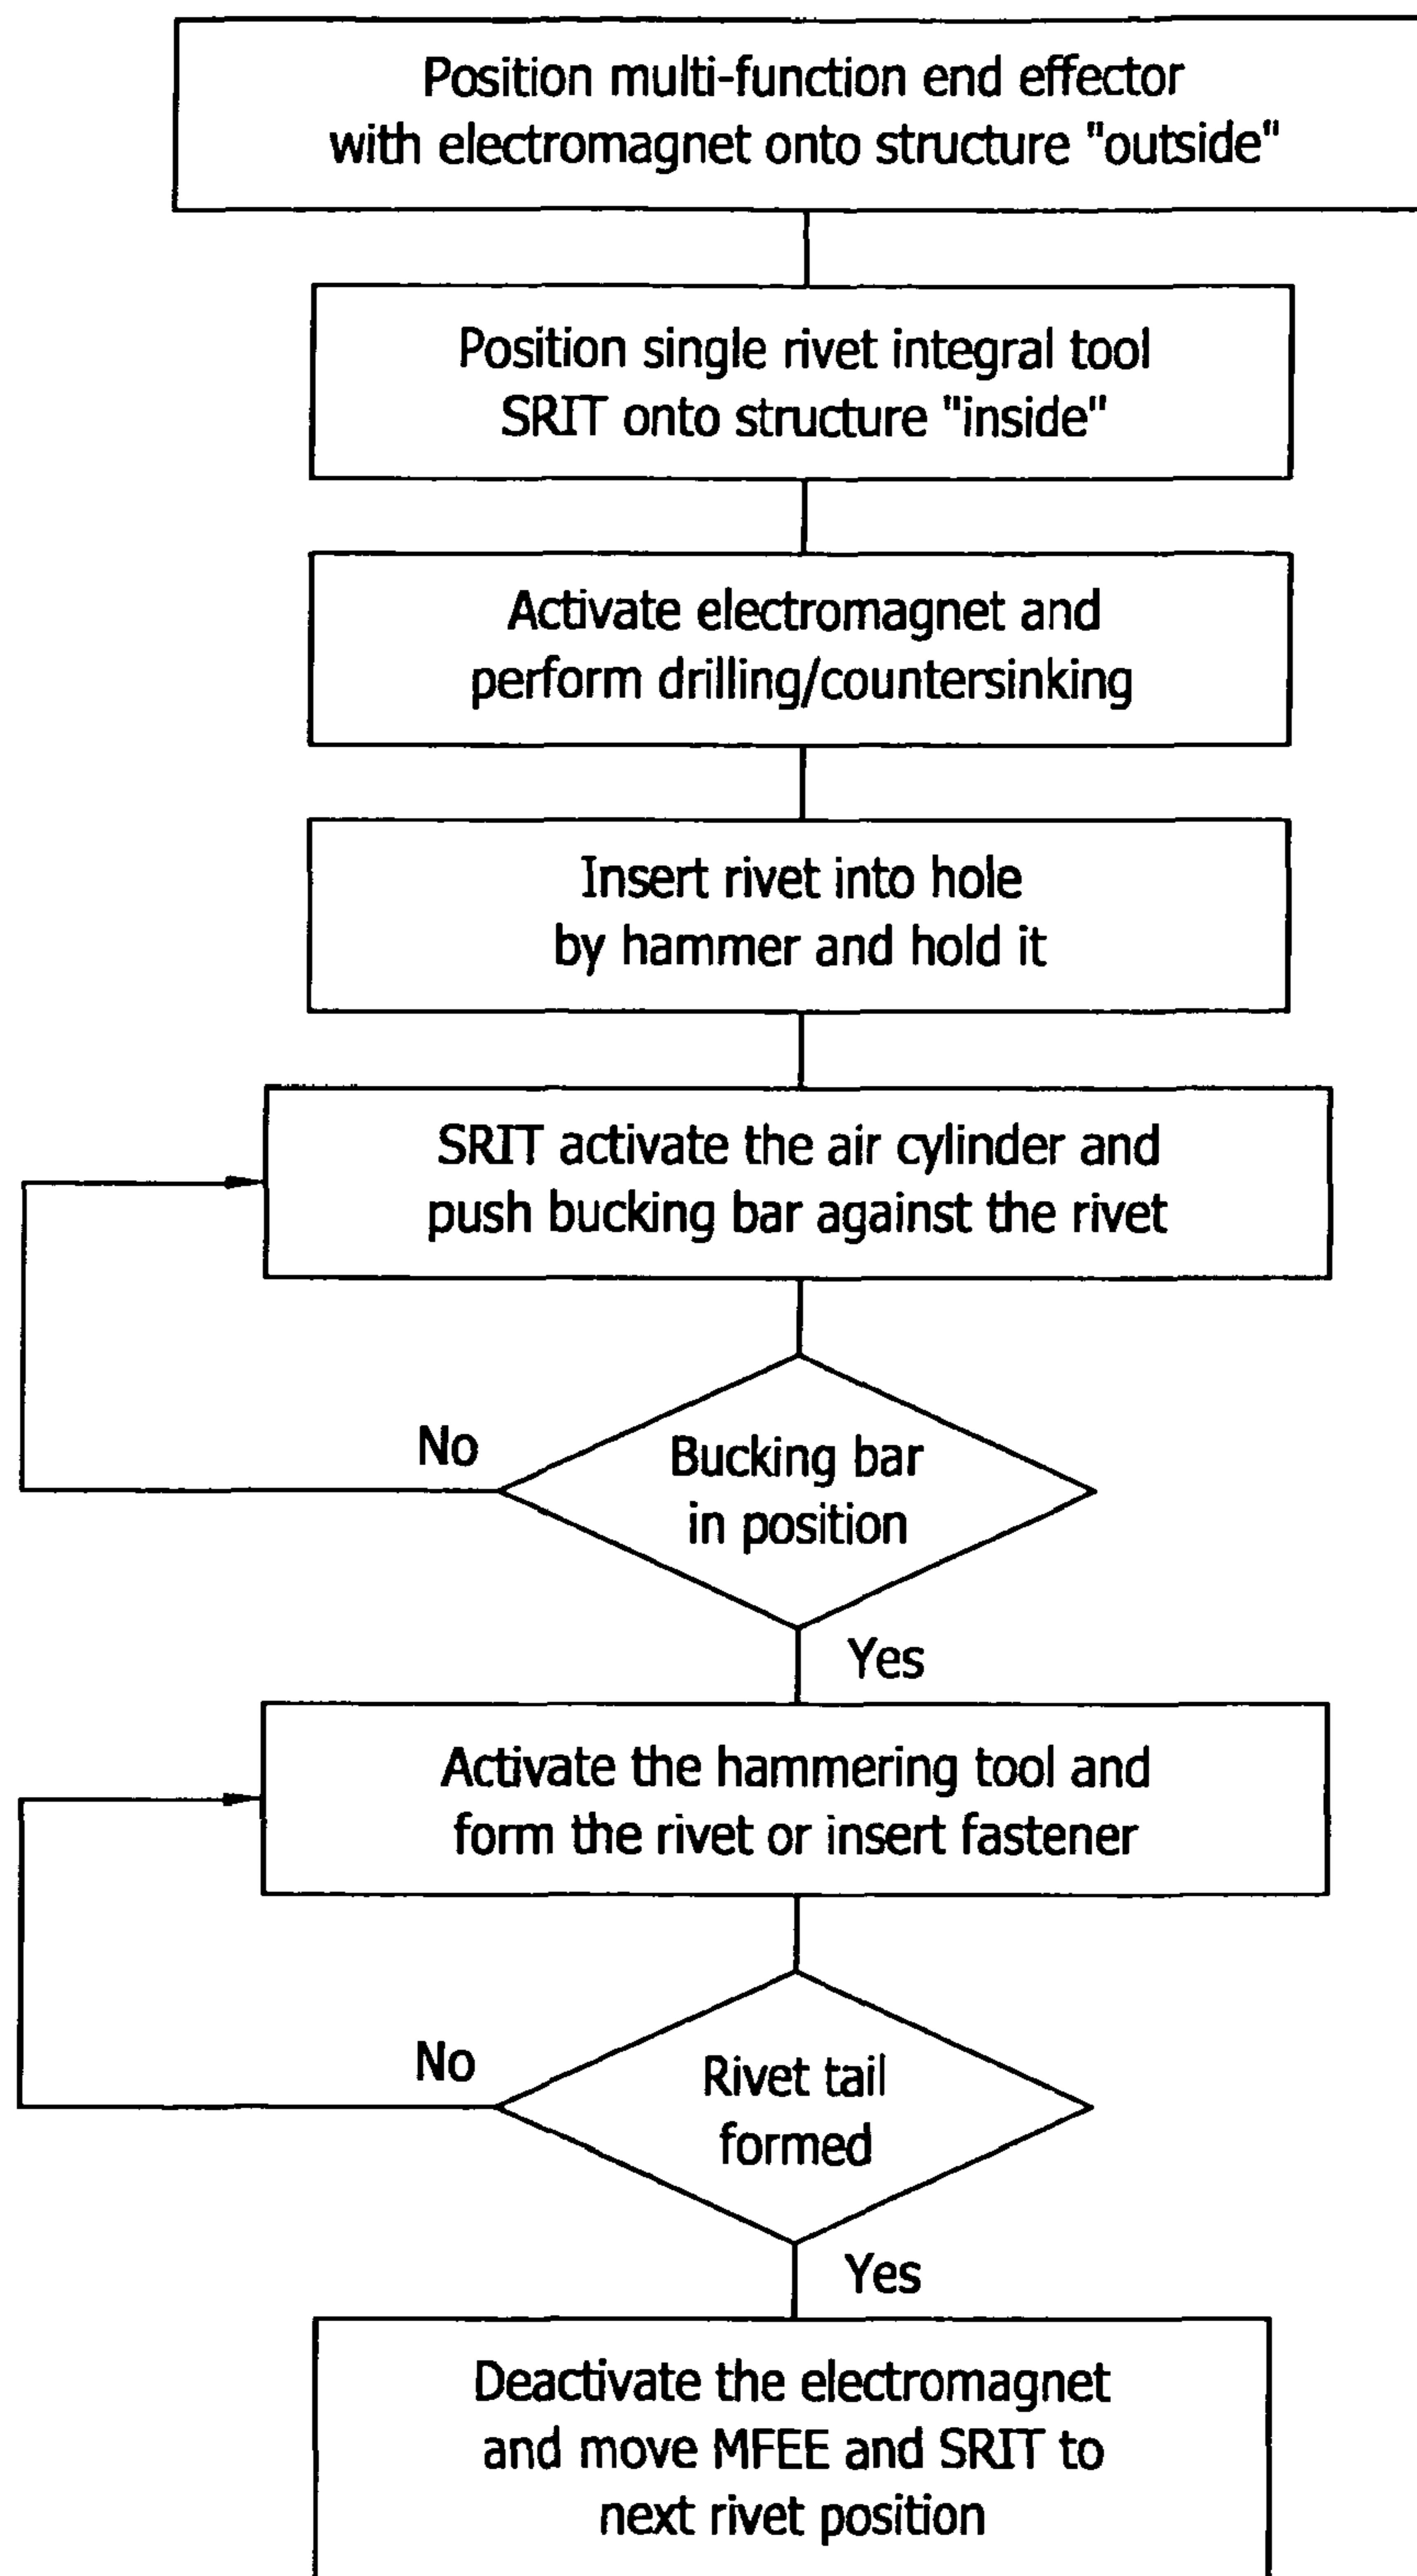 Position multi-function end effector
with electromagnet onto structure "outside"
Position single rivet integral tool
SRIT onto structure "inside"
Activate electromagnet and
perform drilling/countersinking
Insert rivet into hole
by hammer and hold it
SRIT activate the air cylinder and
push bucking bar against the rivet
No
Bucking bar
in position
Yes
Activate the hammering tool and
form the rivet or insert fastener
No
Rivet tail
formed
Yes
Deactivate the electromagnet
and move MFEE and SRIT to
next rivet position